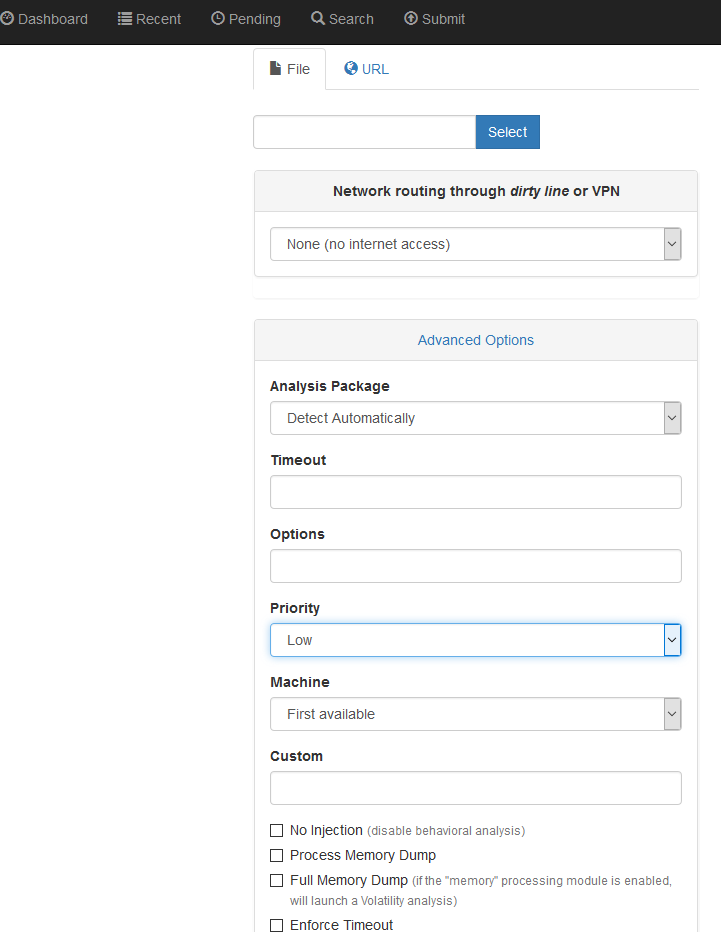 Dashboard Recent Pending Search Submit
File URL
Select
Network routing through dirty line or VPN
None (no internet access)
Advanced Options
Analysis Package
Detect Automatically
Timeout
Options
Priority
Low
Machine
First available
Custom
No Injection (disable behavioral analysis)
Process Memory Dump
Full Memory Dump (if the "memory" processing module is enabled,
will launch a Volatility analysis)
Enforce Timeout